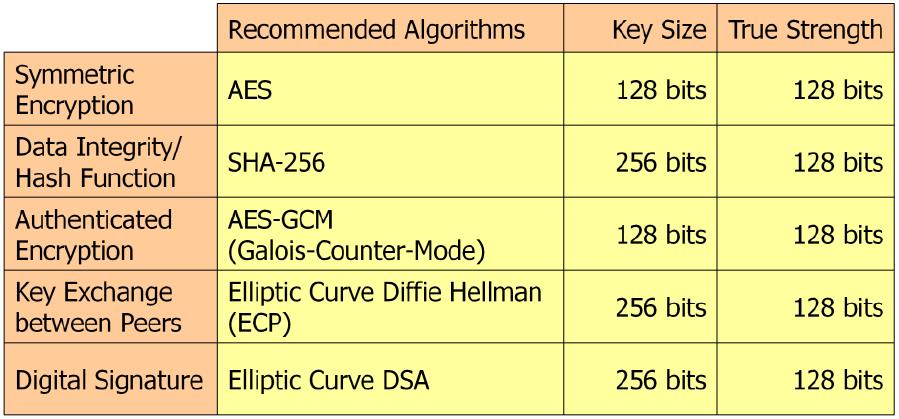 Recommended Algorithms Key Size True Strength
Symmetric
Encryption
AES 128 bits 128 bits
Data Integrity/
Hash Function
SHA-256 256 bits 128 bits
Authenticated
Encryption
AES-GCM
(Galois-Counter-Mode)
128 bits 128 bits
Key Exchange
between Peers
Elliptic Curve Diffie Hellman
(ECP)
256 bits 128 bits
Digital Signature Elliptic Curve DSA 256 bits 128 bits